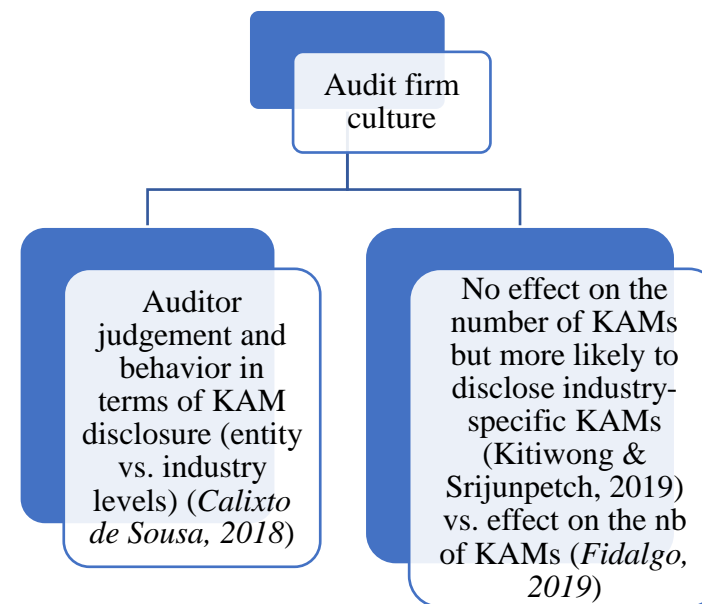 Audit firm
culture
Auditor
judgement and
behavior in
terms of KAM
disclosure (entity
vs. industry
levels) (Calixto
de Sousa, 2018)
No effect on the
number of KAMs
but more likely to
disclose industry-
specific KAMs
(Kitiwong &
Srijunpetch, 2019)
vs. effect on the nb
of KAMs (Fidalgo,
2019)